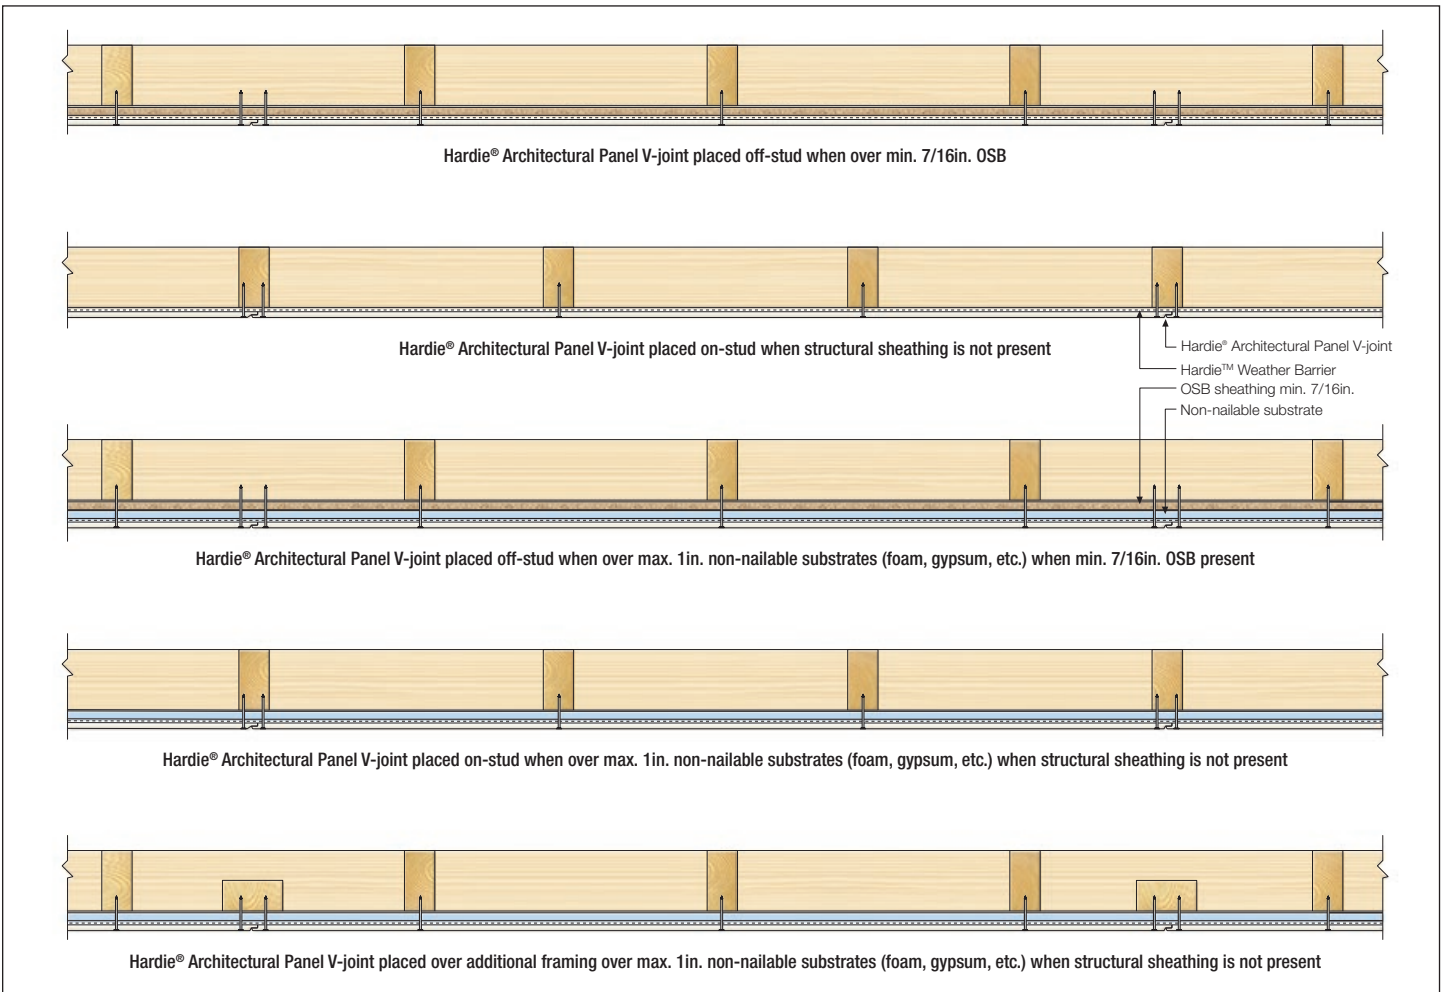 Hardie® Architectural Panel V-joint placed off-stud when over min. 7/16in. OSB
Hardie® Architectural Panel V-joint placed on-stud when structural sheathing is not present
Hardie® Architectural Panel V-joint
Hardie™ Weather Barrier
OSB sheathing min. 7/16in.
Non-nailable substrate
Hardie® Architectural Panel V-joint placed off-stud when over max. 1in. non-nailable substrates (foam, gypsum, etc.) when min. 7/16in. OSB present
Hardie® Architectural Panel V-joint placed on-stud when over max. 1in. non-nailable substrates (foam, gypsum, etc.) when structural sheathing is not present
Hardie® Architectural Panel V-joint placed over additional framing over max. 1in. non-nailable substrates (foam, gypsum, etc.) when structural sheathing is not present